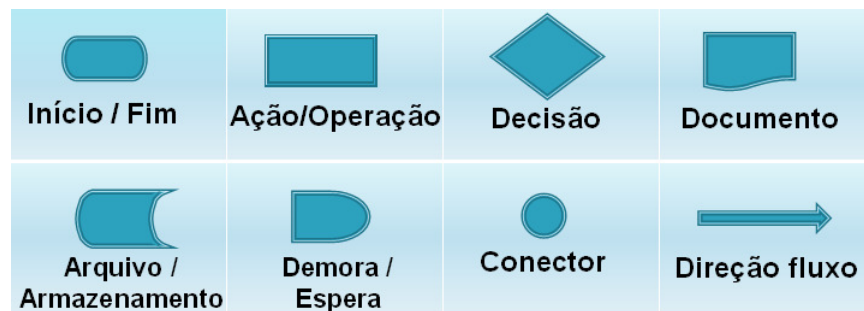 Início / Fim
Ação/Operação
Decisão
Documento
Arquivo /
Armazenamento
Demora /
Espera
Conector
Direção fluxo